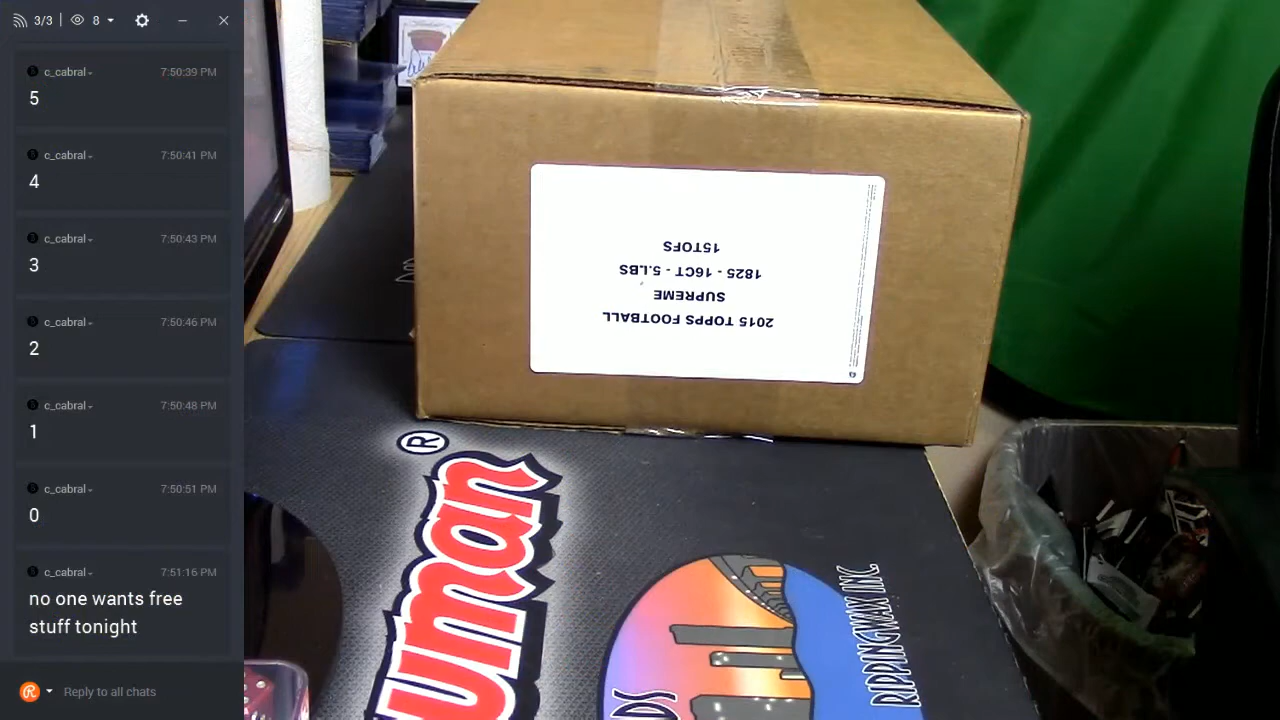 3/3
8
c_cabral
7:50:39 PM
5
c_cabral
7:50:41 PM
4
c_cabral
7:50:43 PM
3
c_cabral
7:50:46 PM
2
c_cabral
7:50:48 PM
1
c_cabral
7:50:51 PM
0
c_cabral
7:51:16 PM
no one wants free
stuff tonight
Reply to all chats
2015 TOPPS FOOTBALL
SUPREME
1825 - 16CT - 5.LBS
15TOFS
uman®
RIPPINGWAX INC
DS